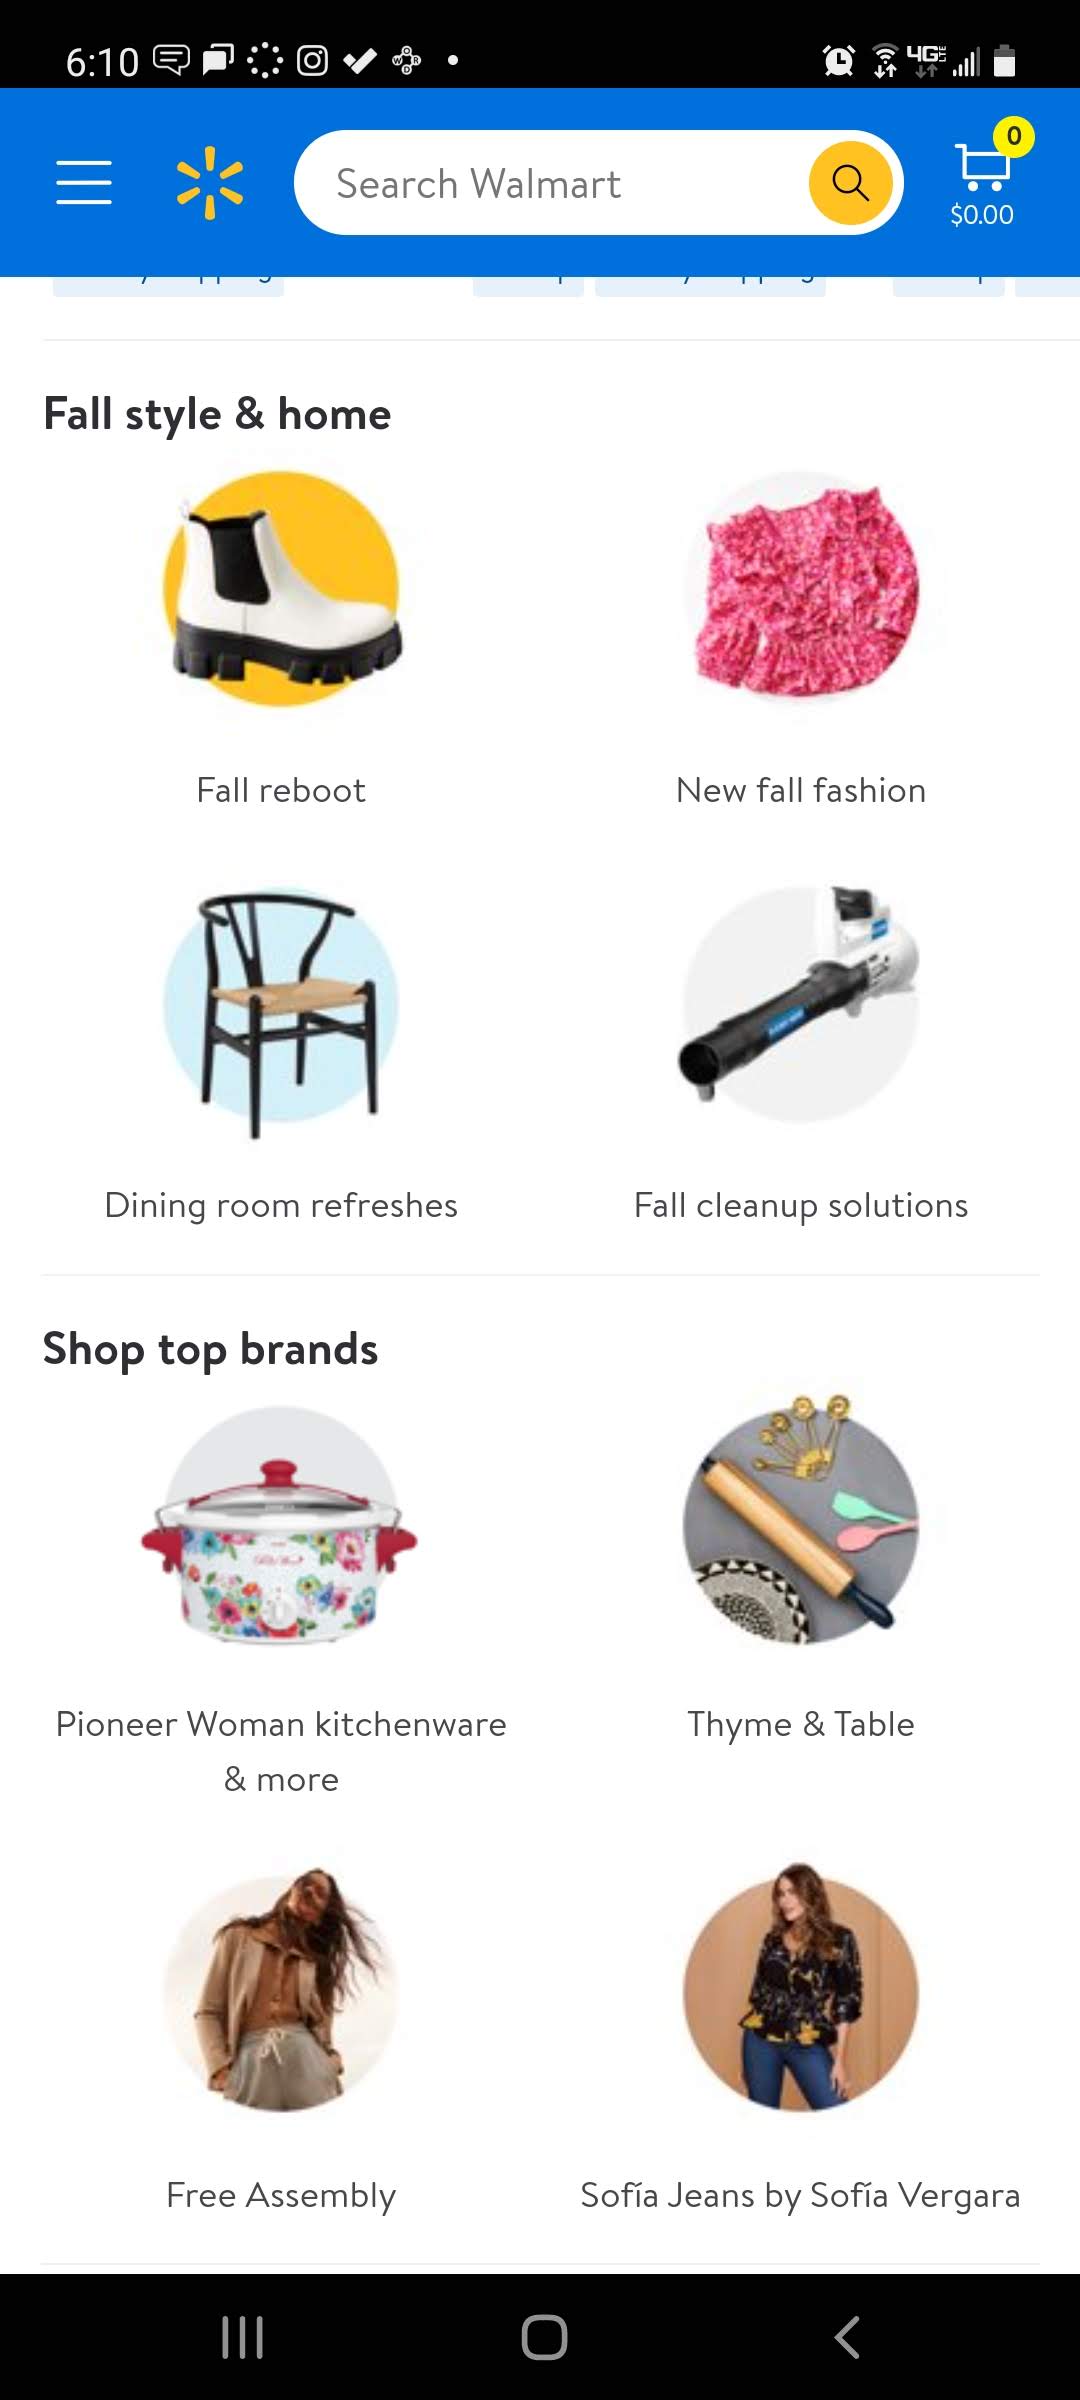 6:10
4G LTE
Search Walmart
0
$0.00
Fall style & home
Fall reboot
New fall fashion
Dining room refreshes
Fall cleanup solutions
Shop top brands
Pioneer Woman kitchenware
& more
Thyme & Table
Free Assembly
Sofía Jeans by Sofía Vergara